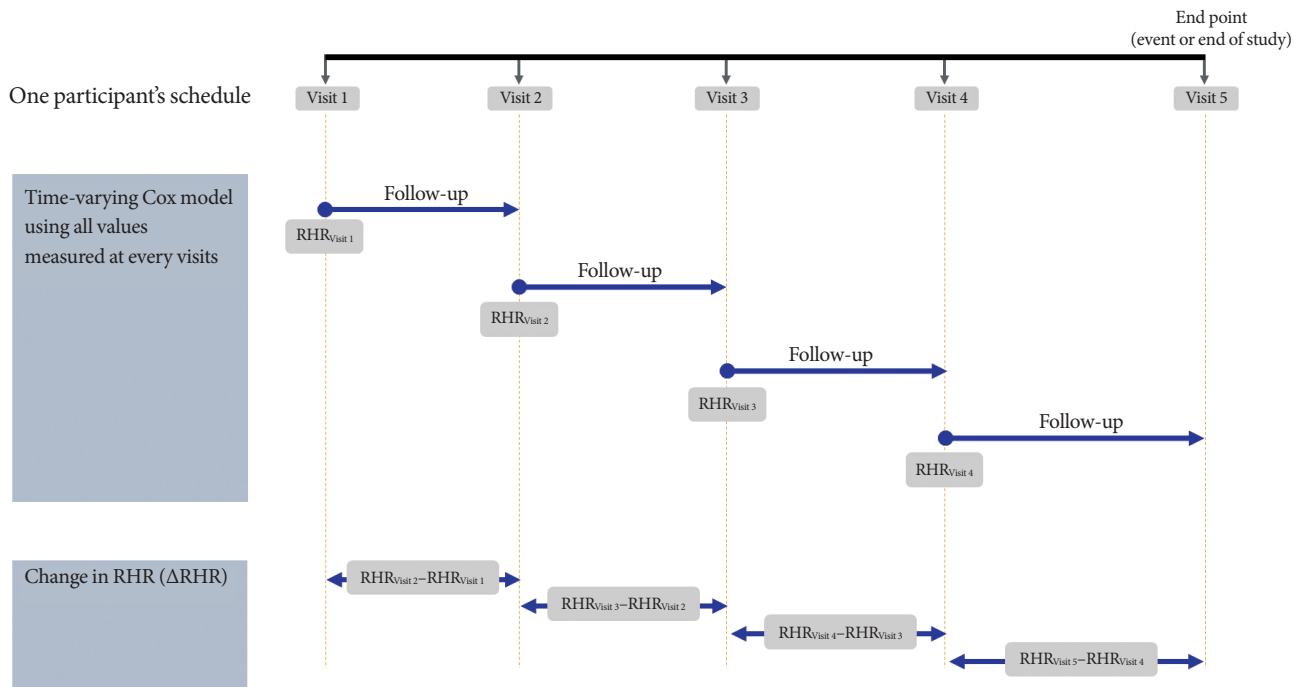 End point
(event or end of study)
One participant's schedule
Visit 1
Visit 2
Visit 3
Visit 4
Visit 5
Time-varying Cox model
using all values
measured at every visits
Follow-up
RHRVisit 1
Follow-up
RHRVisit 2
Follow-up
RHRVisit 3
Follow-up
RHRVisit 4
Change in RHR (ΔRHR)
RHRVisit 2–RHRVisit 1
RHRVisit 3–RHRVisit 2
RHRVisit 4–RHRVisit 3
RHRVisit 5–RHRVisit 4